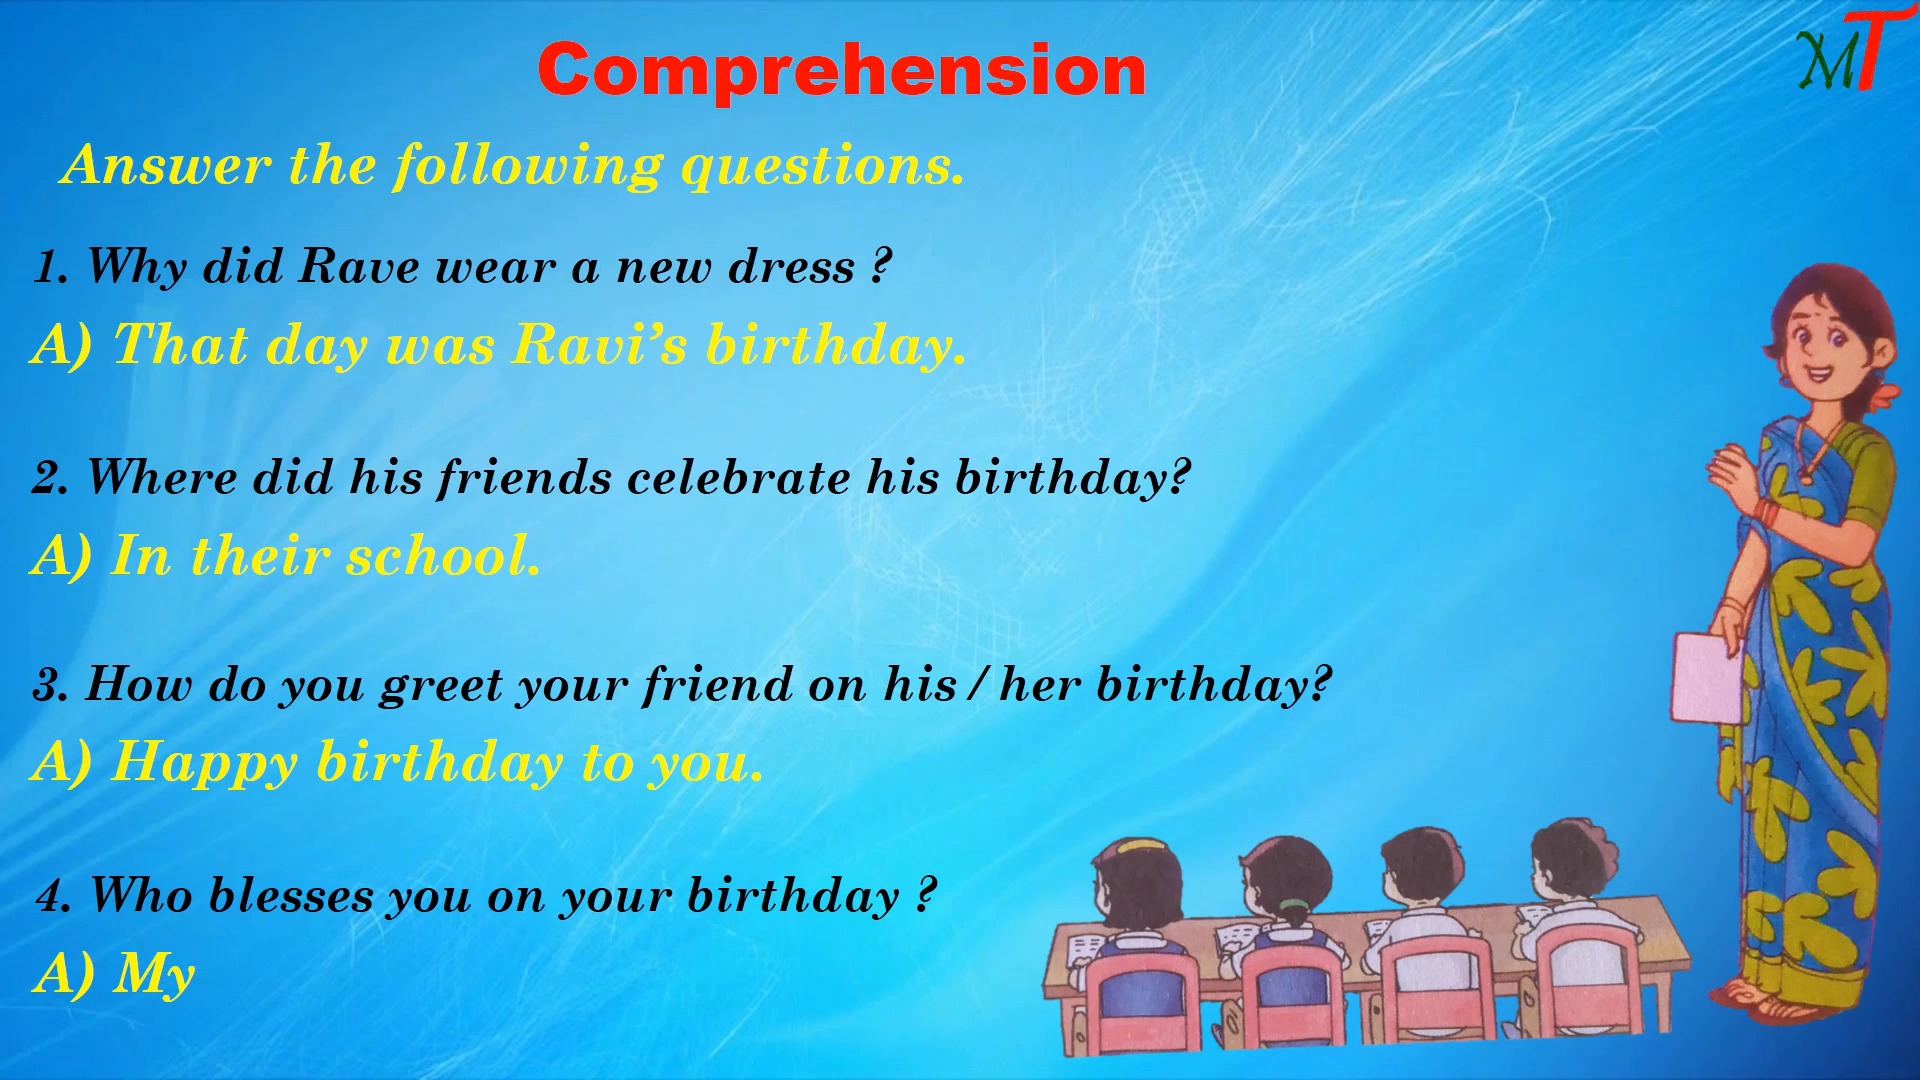 MT
Comprehension
Answer the following questions.
1. Why did Rave wear a new dress ?
A) That day was Ravi’s birthday.
2. Where did his friends celebrate his birthday?
A) In their school.
3. How do you greet your friend on his / her birthday?
A) Happy birthday to you.
4. Who blesses you on your birthday ?
A) My